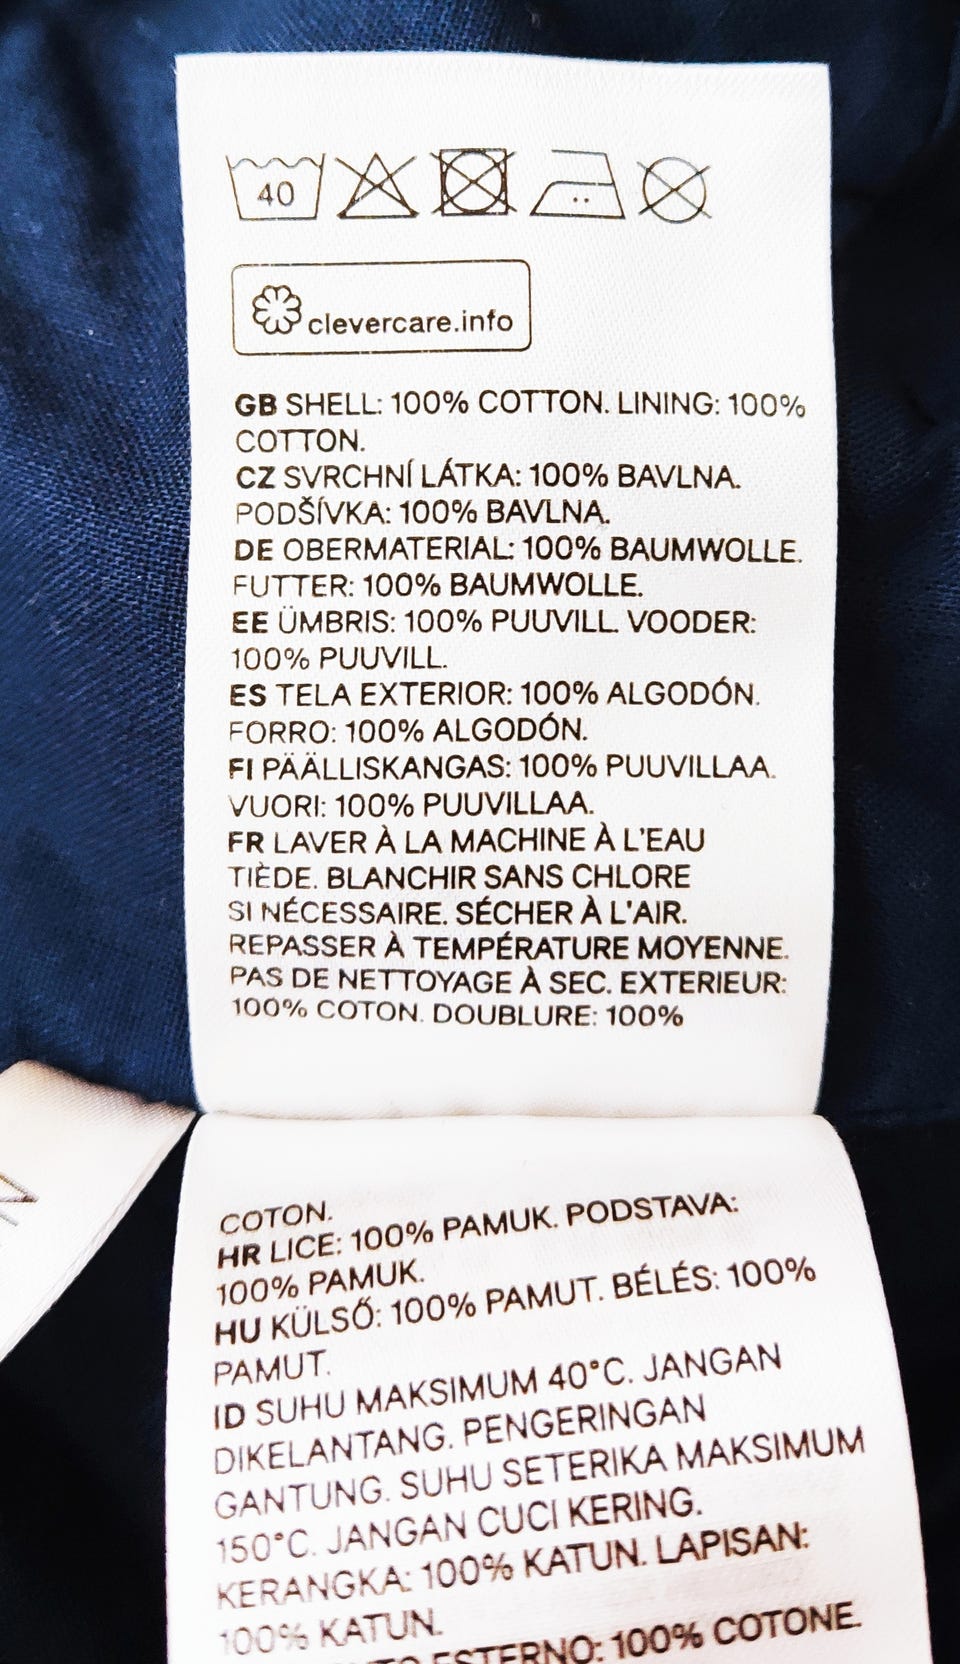 40
clevercare.info
GB SHELL: 100% COTTON. LINING: 100%
COTTON.
CZ SVRCHNÍ LÁTKA: 100% BAVLNA.
PODŠÍVKA: 100% BAVLNA.
DE OBERMATERIAL: 100% BAUMWOLLE.
FUTTER: 100% BAUMWOLLE.
EE ÜMBRIS: 100% PUUVILL. VOODER:
100% PUUVILL.
ES TELA EXTERIOR: 100% ALGODÓN.
FORRO: 100% ALGODÓN.
FI PÄÄLLISKANGAS: 100% PUUVILLAA.
VUORI: 100% PUUVILLAA.
FR LAVER À LA MACHINE À L'EAU
TIÈDE. BLANCHIR SANS CHLORE
SI NÉCESSAIRE. SÉCHER À L'AIR.
REPASSER À TEMPÉRATURE MOYENNE.
PAS DE NETTOYAGE À SEC. EXTERIEUR:
100% COTON. DOUBLURE: 100%
COTON.
HR LICE: 100% PAMUK. PODSTAVA:
100% PAMUK.
HU KÜLSŐ: 100% PAMUT. BÉLÉS: 100%
PAMUT.
ID SUHU MAKSIMUM 40°C. JANGAN
DIKELANTANG. PENGERINGAN
GANTUNG. SUHU SETERIKA MAKSIMUM
150°C. JANGAN CUCI KERING.
KERANGKA: 100% KATUN. LAPISAN:
100% KATUN.
ESTERNO: 100% COTONE.